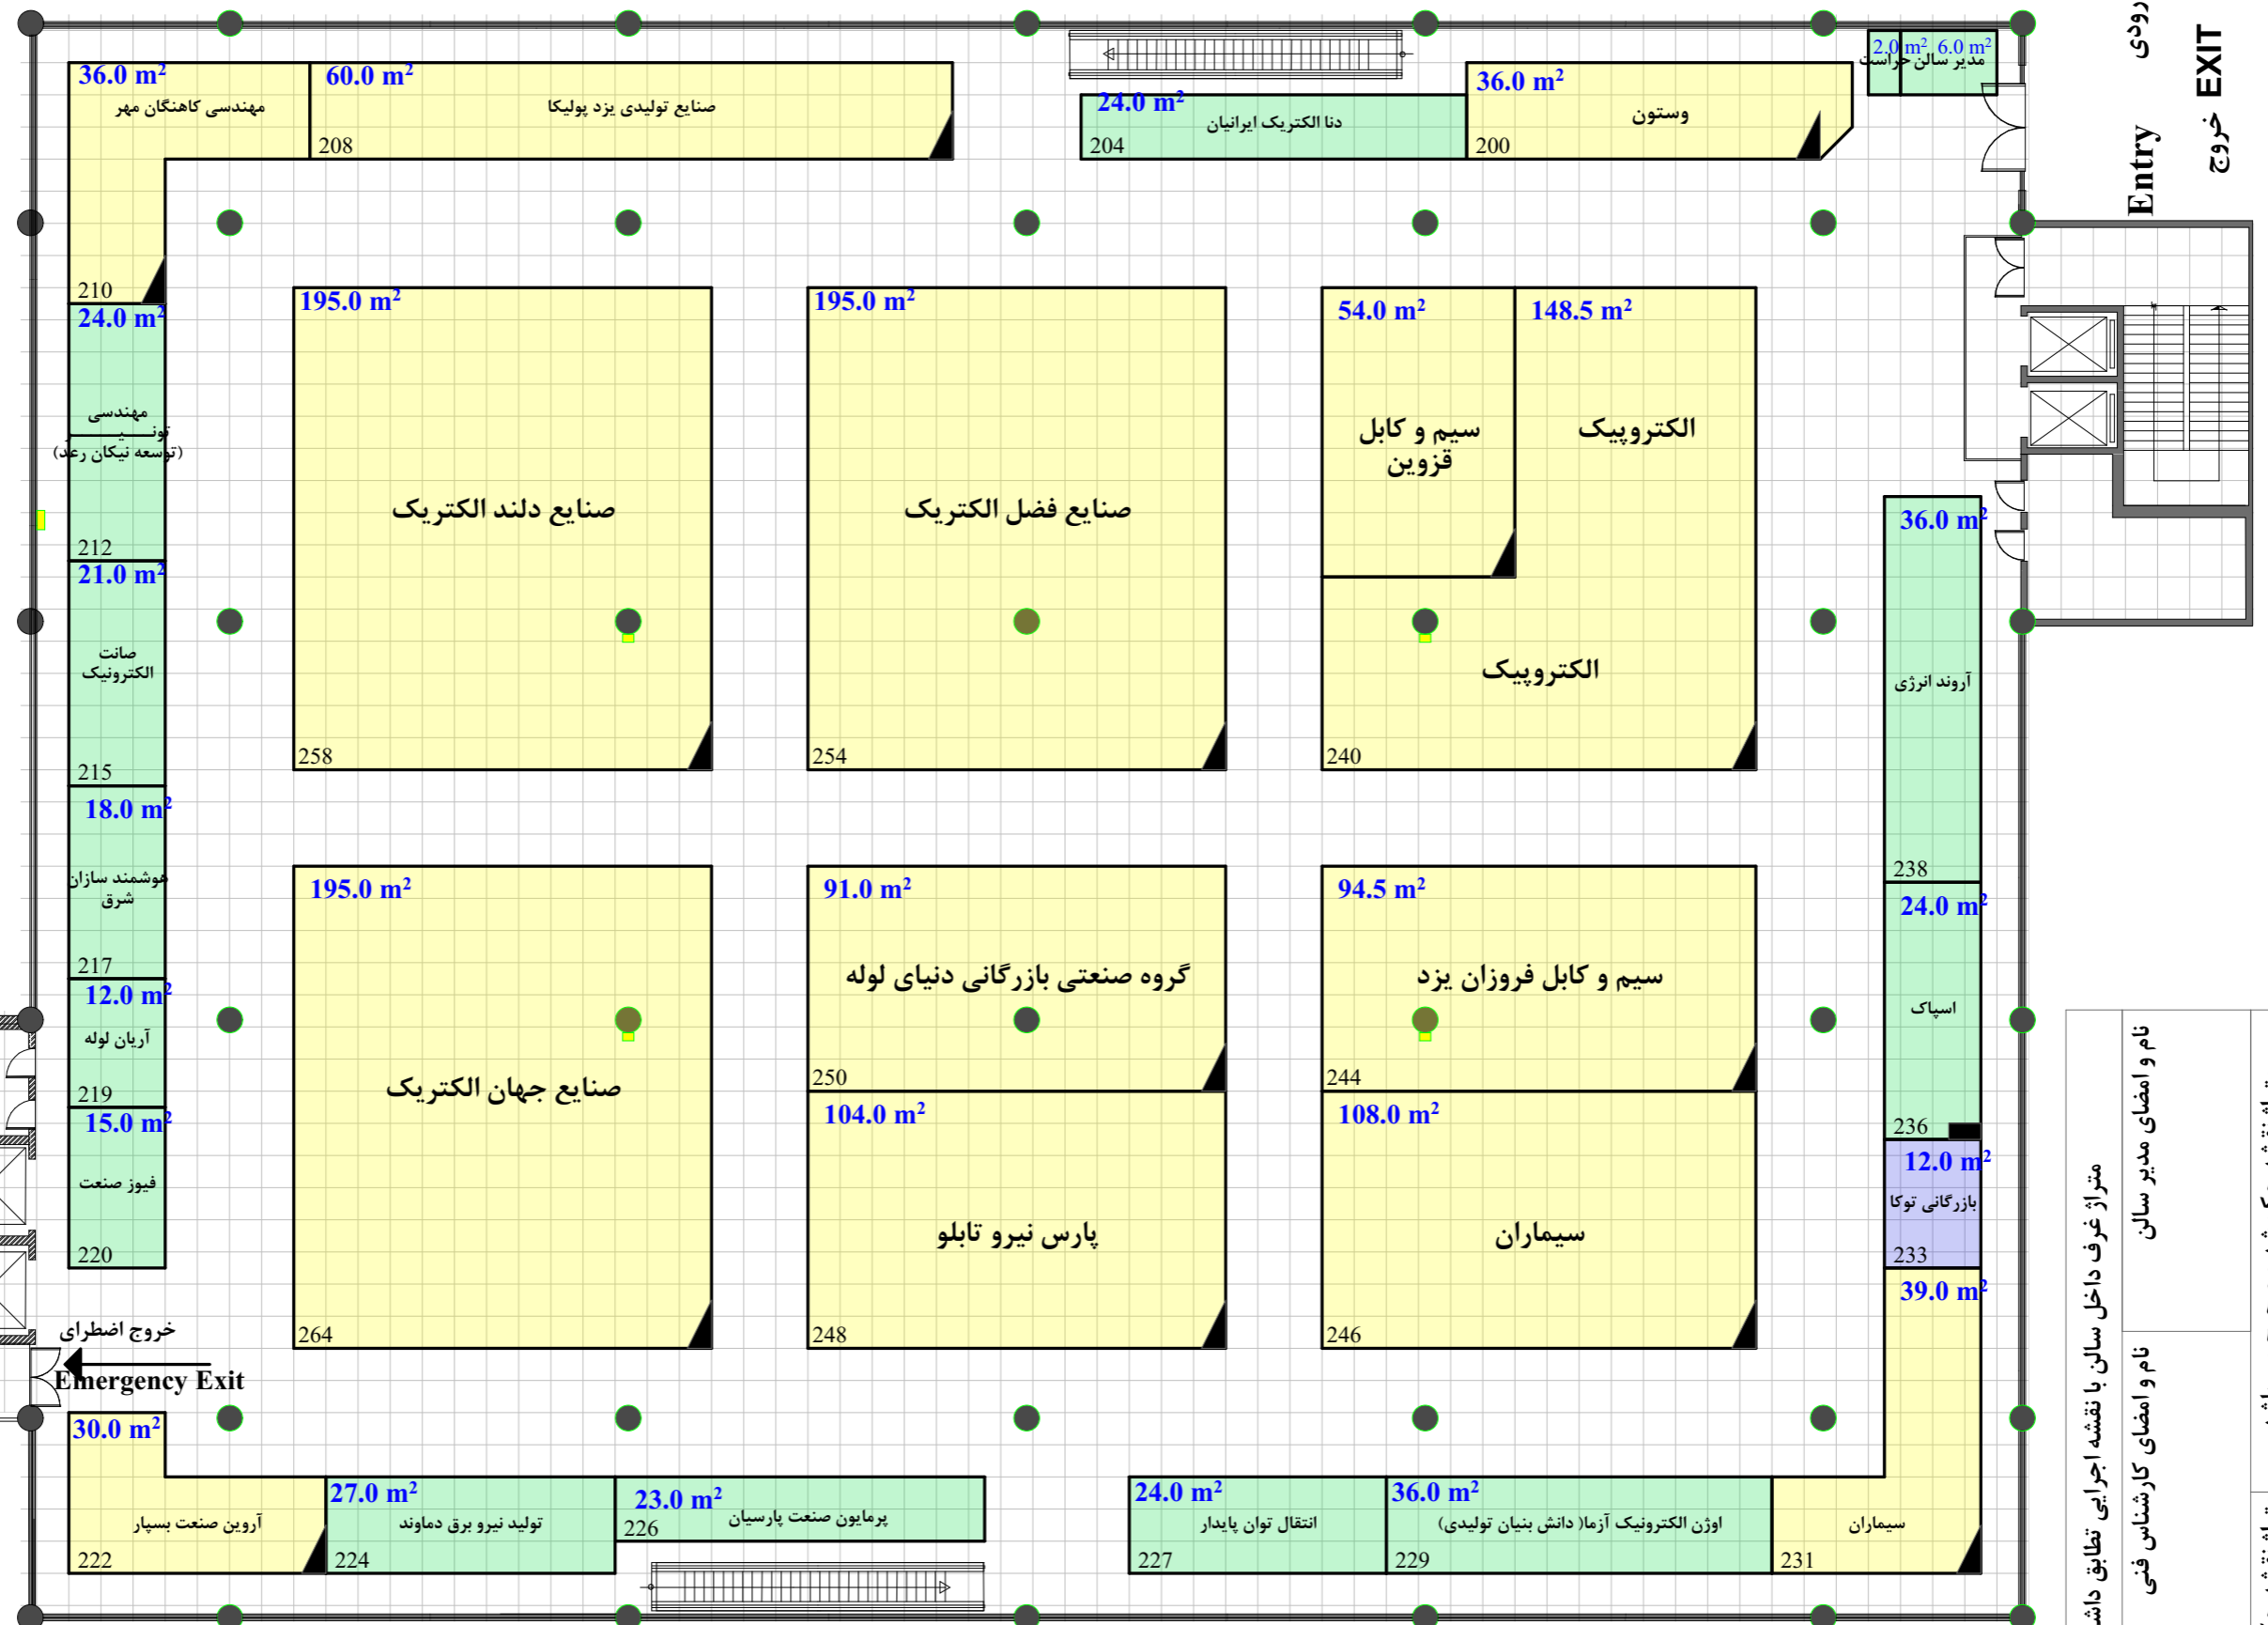 36.0 m²
مهندسی کاهنگان مهر
210
60.0 m²
صنایع تولیدی یزد پولیکا
208
24.0 m²
دنا الکتریک ایرانیان
204
36.0 m²
وستون
200
2.0 m² 6.0 m²
مدیر سالن حراست
Entry
خروج EXIT
24.0 m²
مهندسی
تونـــیـــــر
(توسعه نیکان رعد)
212
21.0 m²
صانت
الکترونیک
215
18.0 m²
هوشمند سازان
شرق
217
12.0 m²
آریان لوله
219
15.0 m²
فیوز صنعت
220
195.0 m²
صنایع دلند الکتریک
258
195.0 m²
صنایع فضل الکتریک
254
54.0 m²
سیم و کابل
قزوین
148.5 m²
الکتروپیک
الکتروپیک
240
36.0 m²
آروند انرژی
238
24.0 m²
اسپاک
236
12.0 m²
بازرگانی توکا
233
39.0 m²
سیماران
231
195.0 m²
صنایع جهان الکتریک
264
91.0 m²
گروه صنعتی بازرگانی دنیای لوله
250
94.5 m²
سیم و کابل فروزان یزد
244
104.0 m²
پارس نیرو تابلو
248
108.0 m²
سیماران
246
خروج اضطرای
Emergency Exit
30.0 m²
آروین صنعت بسپار
222
27.0 m²
تولید نیرو برق دماوند
224
23.0 m²
پرمایون صنعت پارسیان
226
24.0 m²
انتقال توان پایدار
227
36.0 m²
اوژن الکترونیک آزما( دانش بنیان تولیدی)
229
متراژ غرف داخل سالن با نقشه اجرایی تطابق
نام و امضای مدیر سالن
نام و امضای کارشناس فنی